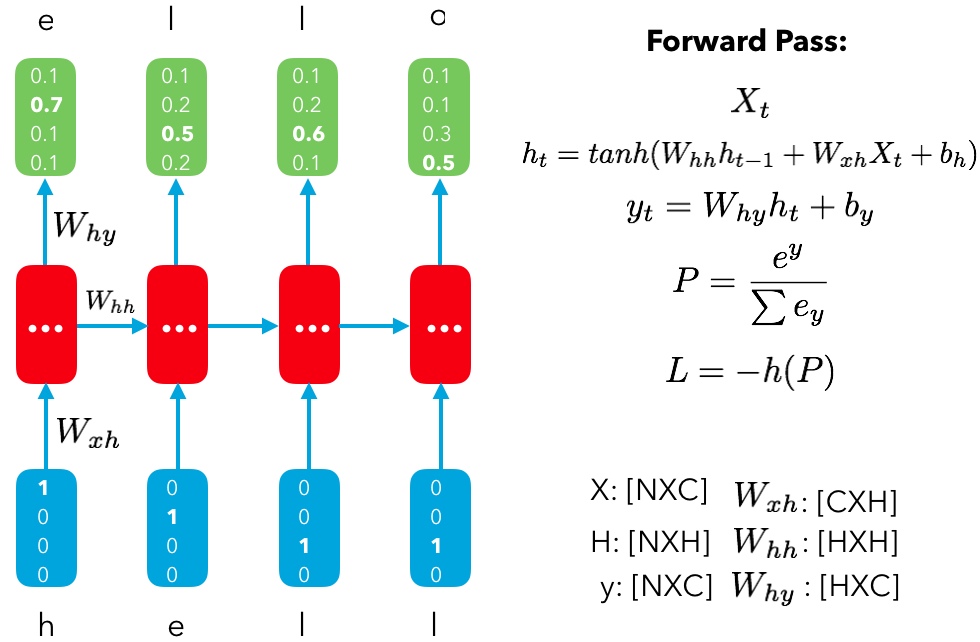 e l l o
0.1 0.1 0.1 0.1
0.7 0.2 0.2 0.1
0.1 0.5 0.6 0.3
0.1 0.2 0.1 0.5
W_{hy}
W_{hh}
... ... ... ...
W_{xh}
1 0 0 0
0 1 0 0
0 0 1 1
0 0 0 0
h e l l
Forward Pass:
X_t
h_t = tanh(W_{hh}h_{t-1} + W_{xh}X_t + b_h)
y_t = W_{hy}h_t + b_y
P = \frac{e^y}{\sum e_y}
L = -h(P)
X: [NXC] W_{xh}: [CXH]
H: [NXH] W_{hh}: [HXH]
y: [NXC] W_{hy} : [HXC]